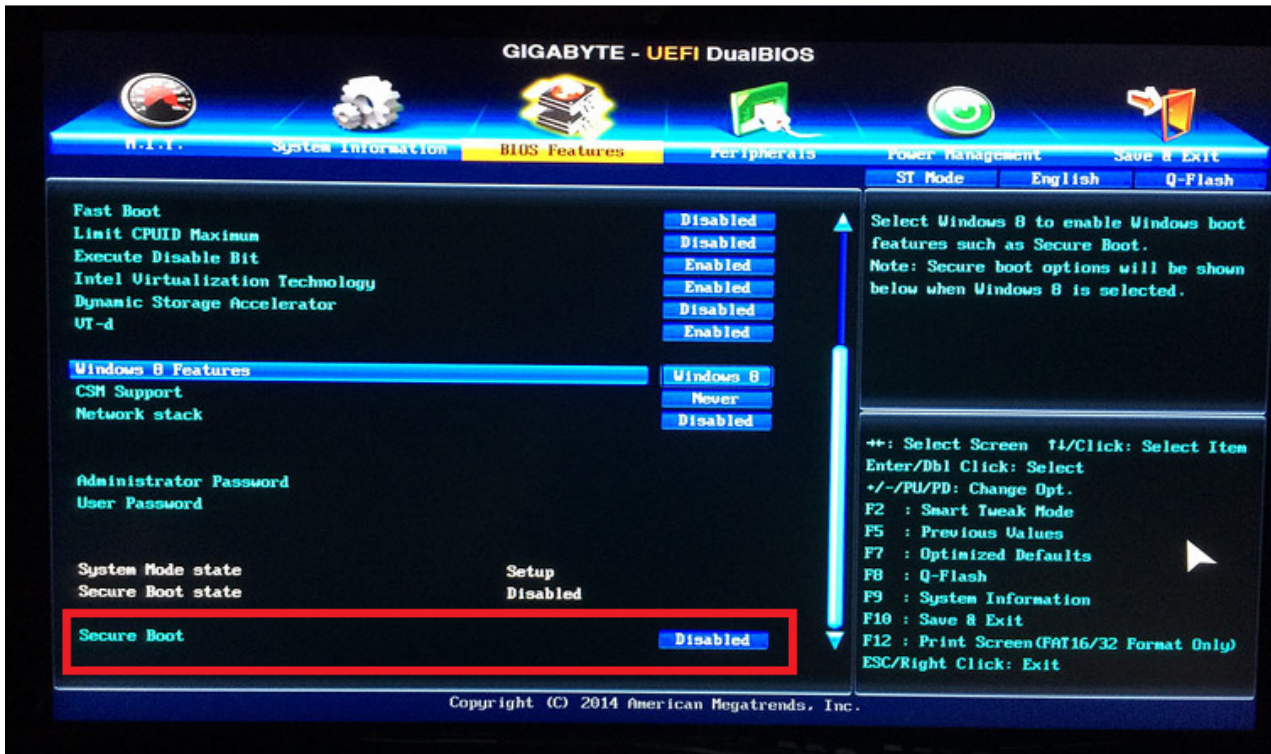 GIGABYTE - UEFI DualBIOS
M.I.T. System Information BIOS Features Peripherals Power Management Save & Exit
ST Mode English Q-Flash
Fast Boot Disabled
Limit CPUID Maximum Disabled
Execute Disable Bit Enabled
Intel Virtualization Technology Enabled
Dynamic Storage Accelerator Disabled
VT-d Enabled
Windows 8 Features Windows 8
CSM Support Never
Network stack Disabled
Administrator Password
User Password
System Mode state Setup
Secure Boot state Disabled
Secure Boot Disabled
Select Windows 8 to enable Windows boot
features such as Secure Boot.
Note: Secure boot options will be shown
below when Windows 8 is selected.
→←: Select Screen ↑↓/Click: Select Item
Enter/Dbl Click: Select
+/-/PU/PD: Change Opt.
F2 : Smart Tweak Mode
F5 : Previous Values
F7 : Optimized Defaults
F8 : Q-Flash
F9 : System Information
F10 : Save & Exit
F12 : Print Screen(FAT16/32 Format Only)
ESC/Right Click: Exit
Copyright (C) 2014 American Megatrends, Inc.